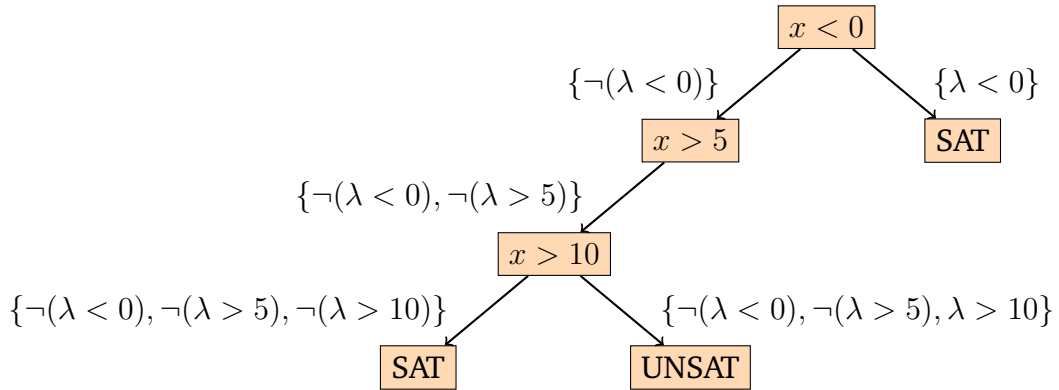 x < 0
{¬(λ < 0)}
{λ < 0}
x > 5
SAT
{¬(λ < 0), ¬(λ > 5)}
x > 10
{¬(λ < 0), ¬(λ > 5), ¬(λ > 10)}
{¬(λ < 0), ¬(λ > 5), λ > 10}
SAT
UNSAT